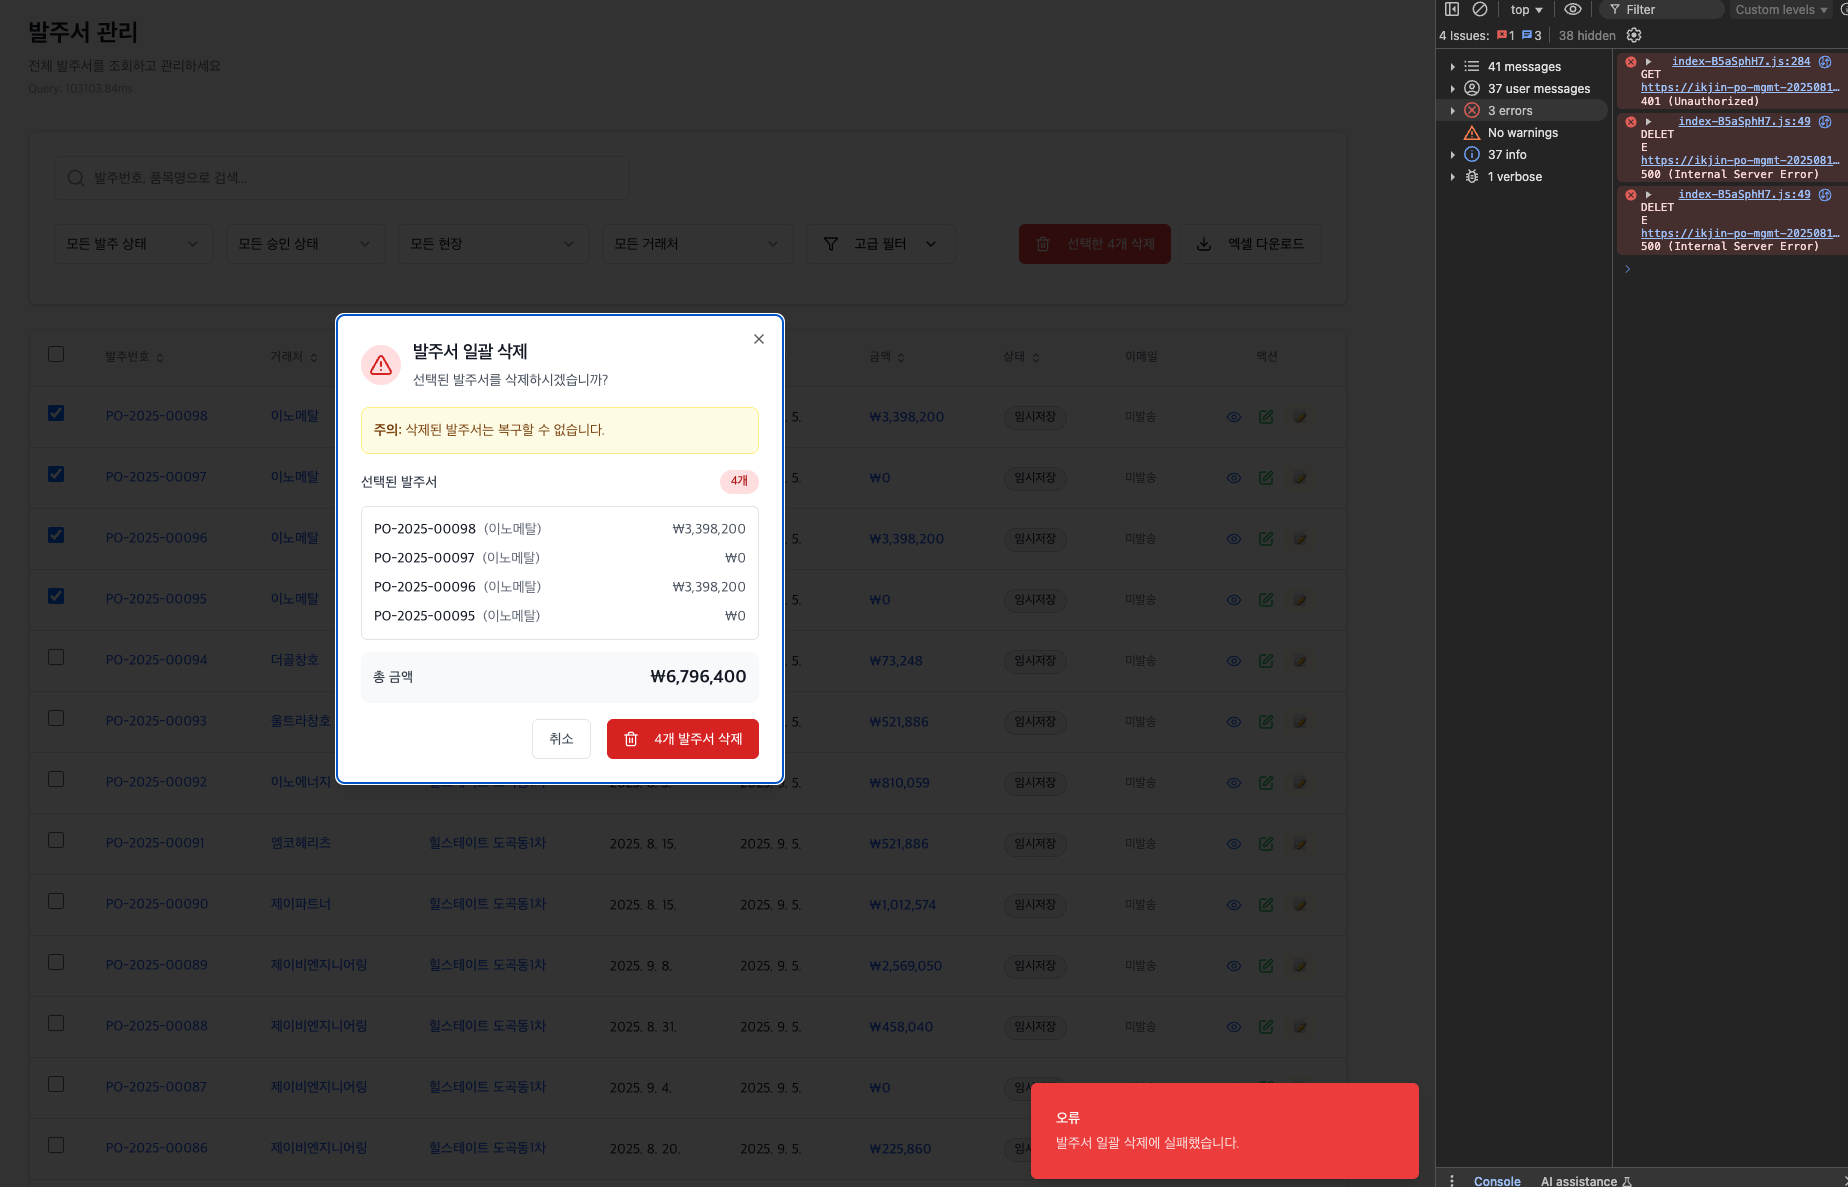 발주서 관리
전체 발주서를 조회하고 관리하세요
Query: 103103.84ms
발주번호, 품목명으로 검색...
모든 발주 상태
모든 승인 상태
모든 현장
모든 거래처
고급 필터
선택한 4개 삭제
엑셀 다운로드
발주번호 거래처 금액 상태 이메일 액션
PO-2025-00098 이노메탈 . 5. ₩3,398,200 임시저장 미발송
PO-2025-00097 이노메탈 . 5. ₩0 임시저장 미발송
PO-2025-00096 이노메탈 . 5. ₩3,398,200 임시저장 미발송
PO-2025-00095 이노메탈 . 5. ₩0 임시저장 미발송
PO-2025-00094 더골창호 . 5. ₩73,248 임시저장 미발송
PO-2025-00093 울트라창호 . 5. ₩521,886 임시저장 미발송
PO-2025-00092 이노에너지 . 5. ₩810,059 임시저장 미발송
PO-2025-00091 멤코헤리츠 힐스테이트 도곡동1차 2025. 8. 15. 2025. 9. 5. ₩521,886 임시저장 미발송
PO-2025-00090 제이파트너 힐스테이트 도곡동1차 2025. 8. 15. 2025. 9. 5. ₩1,012,574 임시저장 미발송
PO-2025-00089 제이비엔지니어링 힐스테이트 도곡동1차 2025. 9. 8. 2025. 9. 5. ₩2,569,050 임시저장 미발송
PO-2025-00088 제이비엔지니어링 힐스테이트 도곡동1차 2025. 8. 31. 2025. 9. 5. ₩458,040 임시저장 미발송
PO-2025-00087 제이비엔지니어링 힐스테이트 도곡동1차 2025. 9. 4. 2025. 9. 5. ₩0 임시
PO-2025-00086 제이비엔지니어링 힐스테이트 도곡동1차 2025. 8. 20. 2025. 9. 5. ₩225,860 임시
발주서 일괄 삭제
선택된 발주서를 삭제하시겠습니까?
주의: 삭제된 발주서는 복구할 수 없습니다.
선택된 발주서 4개
PO-2025-00098 (이노메탈) ₩3,398,200
PO-2025-00097 (이노메탈) ₩0
PO-2025-00096 (이노메탈) ₩3,398,200
PO-2025-00095 (이노메탈) ₩0
총 금액 ₩6,796,400
취소
4개 발주서 삭제
오류
발주서 일괄 삭제에 실패했습니다.
top Filter Custom levels
4 Issues: 1 3 38 hidden
41 messages
37 user messages
3 errors
No warnings
37 info
1 verbose
index-B5aSphH7.js:284
GET
https://ikjin-po-mgmt-2025081…
401 (Unauthorized)
index-B5aSphH7.js:49
DELET
E
https://ikjin-po-mgmt-2025081…
500 (Internal Server Error)
index-B5aSphH7.js:49
DELET
E
https://ikjin-po-mgmt-2025081…
500 (Internal Server Error)
Console AI assistance